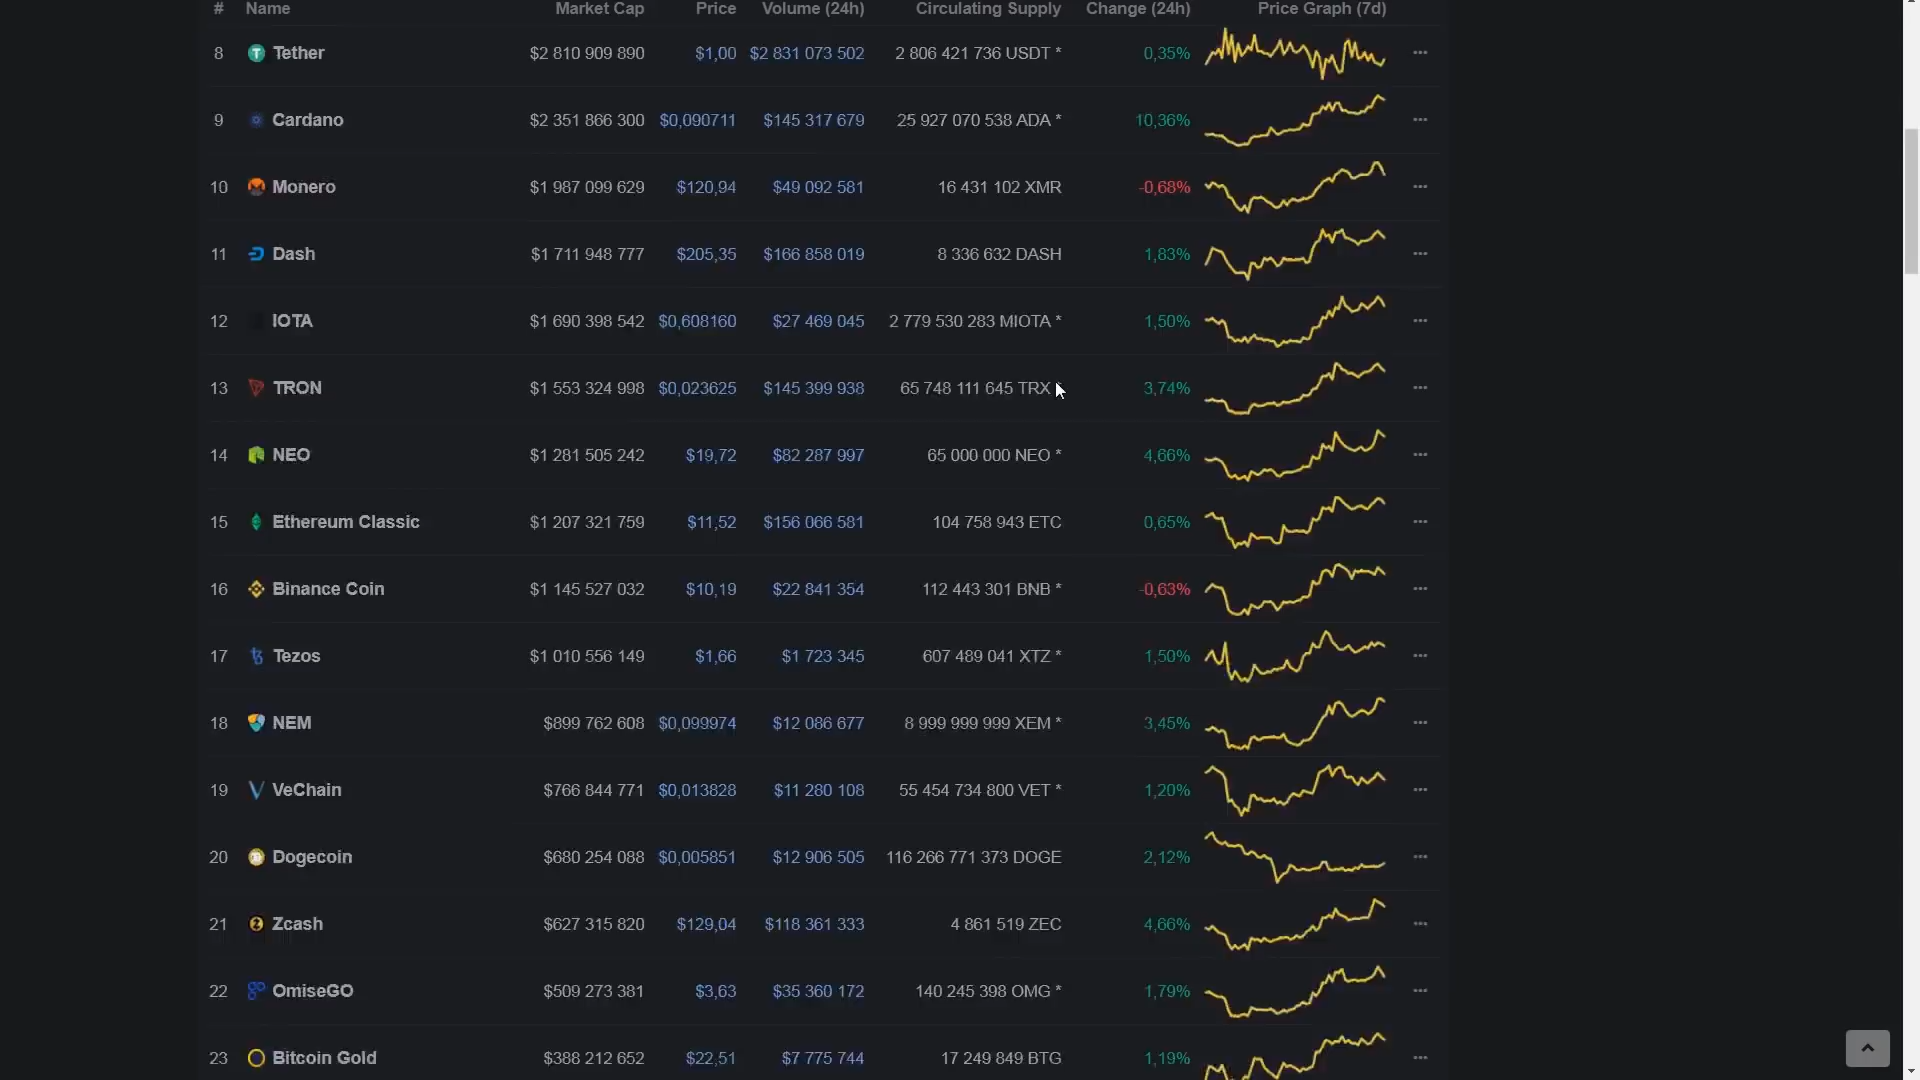 # Name Market Cap Price Volume (24h) Circulating Supply Change (24h) Price Graph (7d)
8 Tether $2 810 909 890 $1,00 $2 831 073 502 2 806 421 736 USDT * 0,35%
9 Cardano $2 351 866 300 $0,090711 $145 317 679 25 927 070 538 ADA * 10,36%
10 Monero $1 987 099 629 $120,94 $49 092 581 16 431 102 XMR -0,68%
11 Dash $1 711 948 777 $205,35 $166 858 019 8 336 632 DASH 1,83%
12 IOTA $1 690 398 542 $0,608160 $27 469 045 2 779 530 283 MIOTA * 1,50%
13 TRON $1 553 324 998 $0,023625 $145 399 938 65 748 111 645 TRX * 3,74%
14 NEO $1 281 505 242 $19,72 $82 287 997 65 000 000 NEO * 4,66%
15 Ethereum Classic $1 207 321 759 $11,52 $156 066 581 104 758 943 ETC 0,65%
16 Binance Coin $1 145 527 032 $10,19 $22 841 354 112 443 301 BNB * -0,63%
17 Tezos $1 010 556 149 $1,66 $1 723 345 607 489 041 XTZ * 1,50%
18 NEM $899 762 608 $0,099974 $12 086 677 8 999 999 999 XEM * 3,45%
19 VeChain $766 844 771 $0,013828 $11 280 108 55 454 734 800 VET * 1,20%
20 Dogecoin $680 254 088 $0,005851 $12 906 505 116 266 771 373 DOGE 2,12%
21 Zcash $627 315 820 $129,04 $118 361 333 4 861 519 ZEC 4,66%
22 OmiseGO $509 273 381 $3,63 $35 360 172 140 245 398 OMG * 1,79%
23 Bitcoin Gold $388 212 652 $22,51 $7 775 744 17 249 849 BTG 1,19%